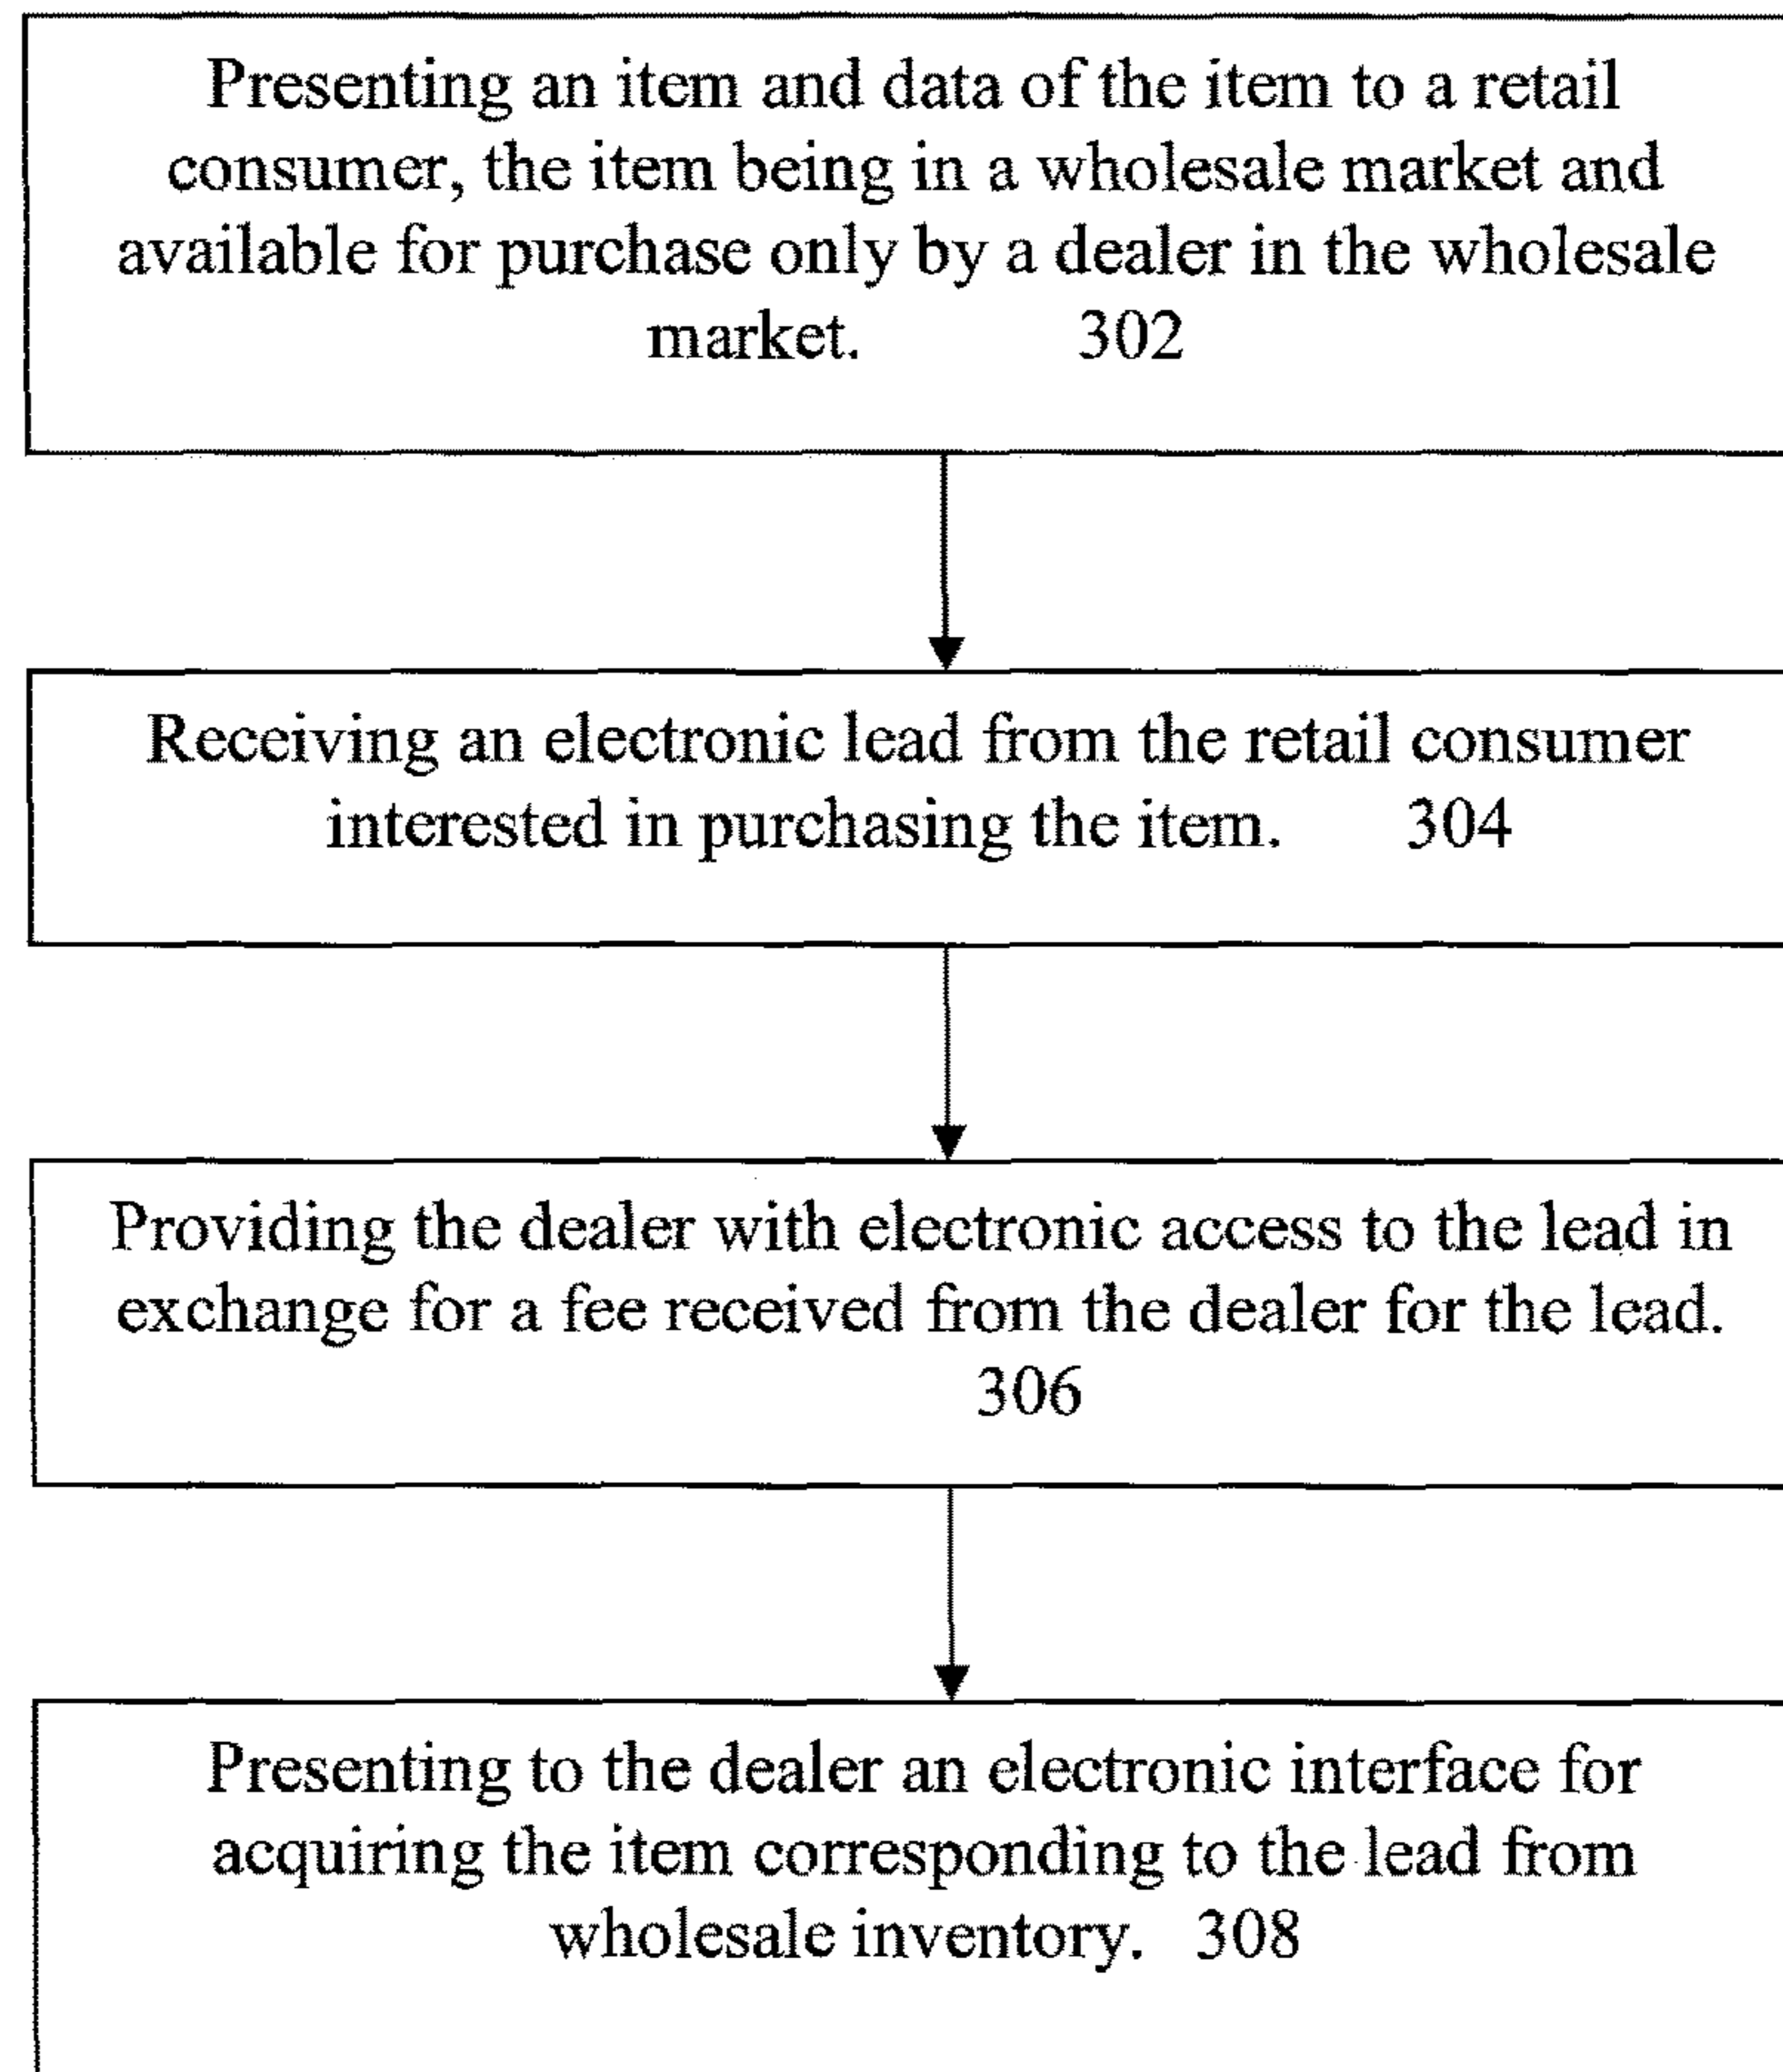 Presenting an item and data of the item to a retail
consumer, the item being in a wholesale market and
available for purchase only by a dealer in the wholesale
market. 302
Receiving an electronic lead from the retail consumer
interested in purchasing the item. 304
Providing the dealer with electronic access to the lead in
exchange for a fee received from the dealer for the lead.
306
Presenting to the dealer an electronic interface for
acquiring the item corresponding to the lead from
wholesale inventory. 308